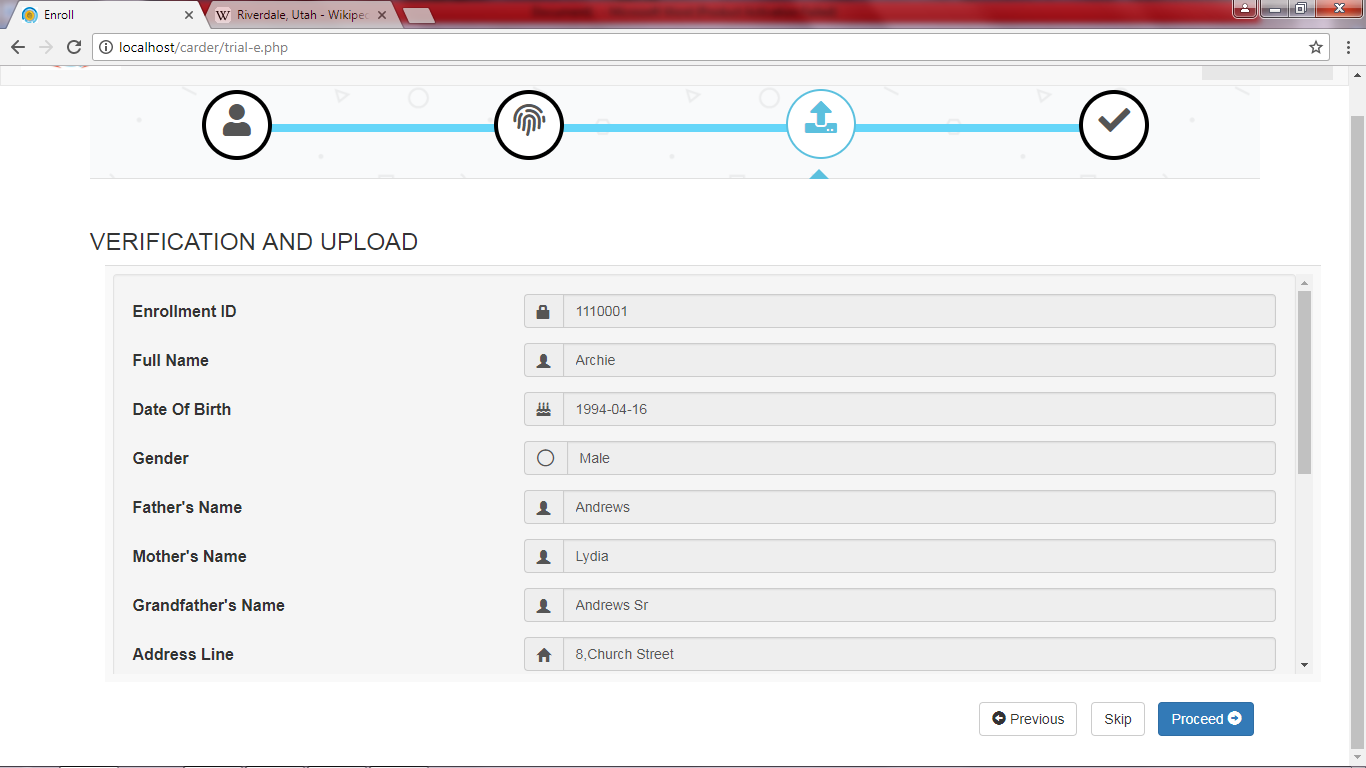 Enroll
Riverdale, Utah - Wikiped
localhost/carder/trial-e.php
VERIFICATION AND UPLOAD
Enrollment ID 1110001
Full Name Archie
Date Of Birth 1994-04-16
Gender Male
Father's Name Andrews
Mother's Name Lydia
Grandfather's Name Andrews Sr
Address Line 8,Church Street
Previous Skip Proceed